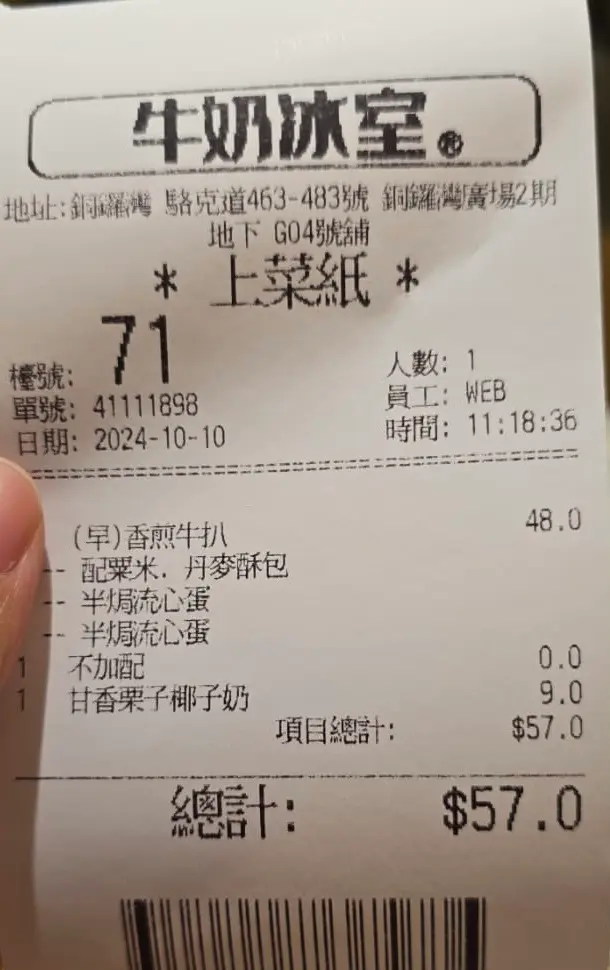 牛奶冰室®
地址:銅鑼灣 駱克道463-483號 銅鑼灣廣場2期
地下 G04號舖
* 上菜紙 *
檯號: 71
人數: 1
單號: 41111898
員工: WEB
日期: 2024-10-10
時間: 11:18:36
(早)香煎牛扒 48.0
-- 配粟米. 丹麥酥包
-- 半焗流心蛋
-- 半焗流心蛋
1 不加配 0.0
1 甘香栗子椰子奶 9.0
項目總計: $57.0
總計: $57.0